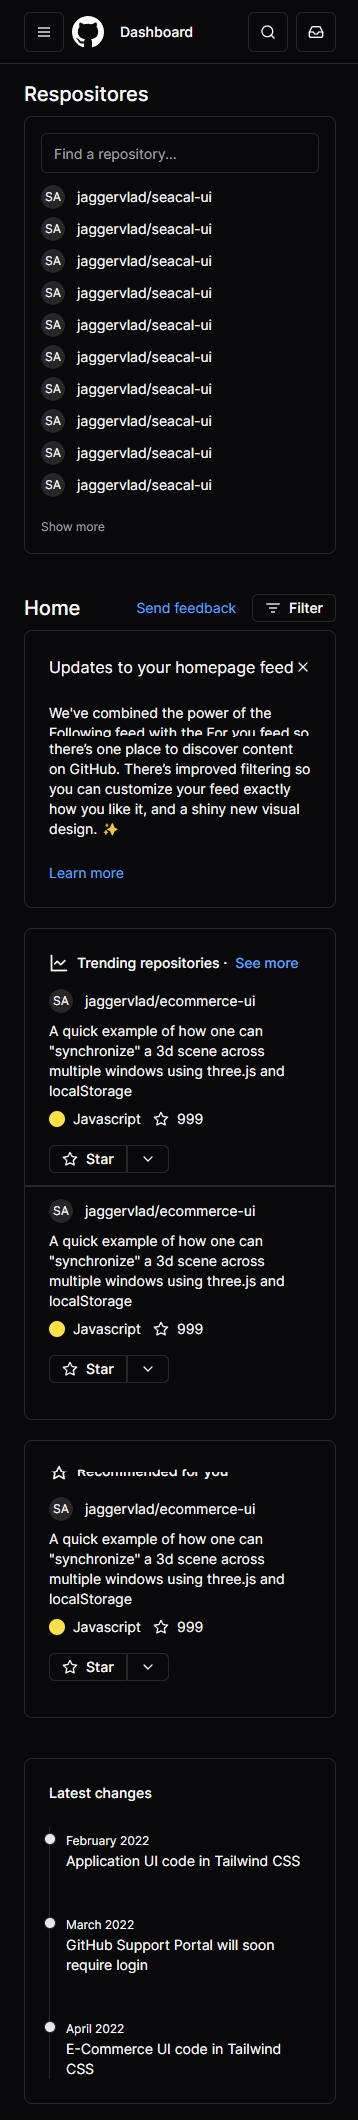 Dashboard
Respositores
Find a repository...
SA jaggervlad/seacal-ui
SA jaggervlad/seacal-ui
SA jaggervlad/seacal-ui
SA jaggervlad/seacal-ui
SA jaggervlad/seacal-ui
SA jaggervlad/seacal-ui
SA jaggervlad/seacal-ui
SA jaggervlad/seacal-ui
SA jaggervlad/seacal-ui
SA jaggervlad/seacal-ui
Show more
Home Send feedback Filter
Updates to your homepage feed
We've combined the power of the
Following feed with the For you feed so
there's one place to discover content
on GitHub. There's improved filtering so
you can customize your feed exactly
how you like it, and a shiny new visual
design. ✨
Learn more
Trending repositories · See more
SA jaggervlad/ecommerce-ui
A quick example of how one can
"synchronize" a 3d scene across
multiple windows using three.js and
localStorage
Javascript 999
Star
SA jaggervlad/ecommerce-ui
A quick example of how one can
"synchronize" a 3d scene across
multiple windows using three.js and
localStorage
Javascript 999
Star
Recommended for you
SA jaggervlad/ecommerce-ui
A quick example of how one can
"synchronize" a 3d scene across
multiple windows using three.js and
localStorage
Javascript 999
Star
Latest changes
February 2022
Application UI code in Tailwind CSS
March 2022
GitHub Support Portal will soon
require login
April 2022
E-Commerce UI code in Tailwind
CSS